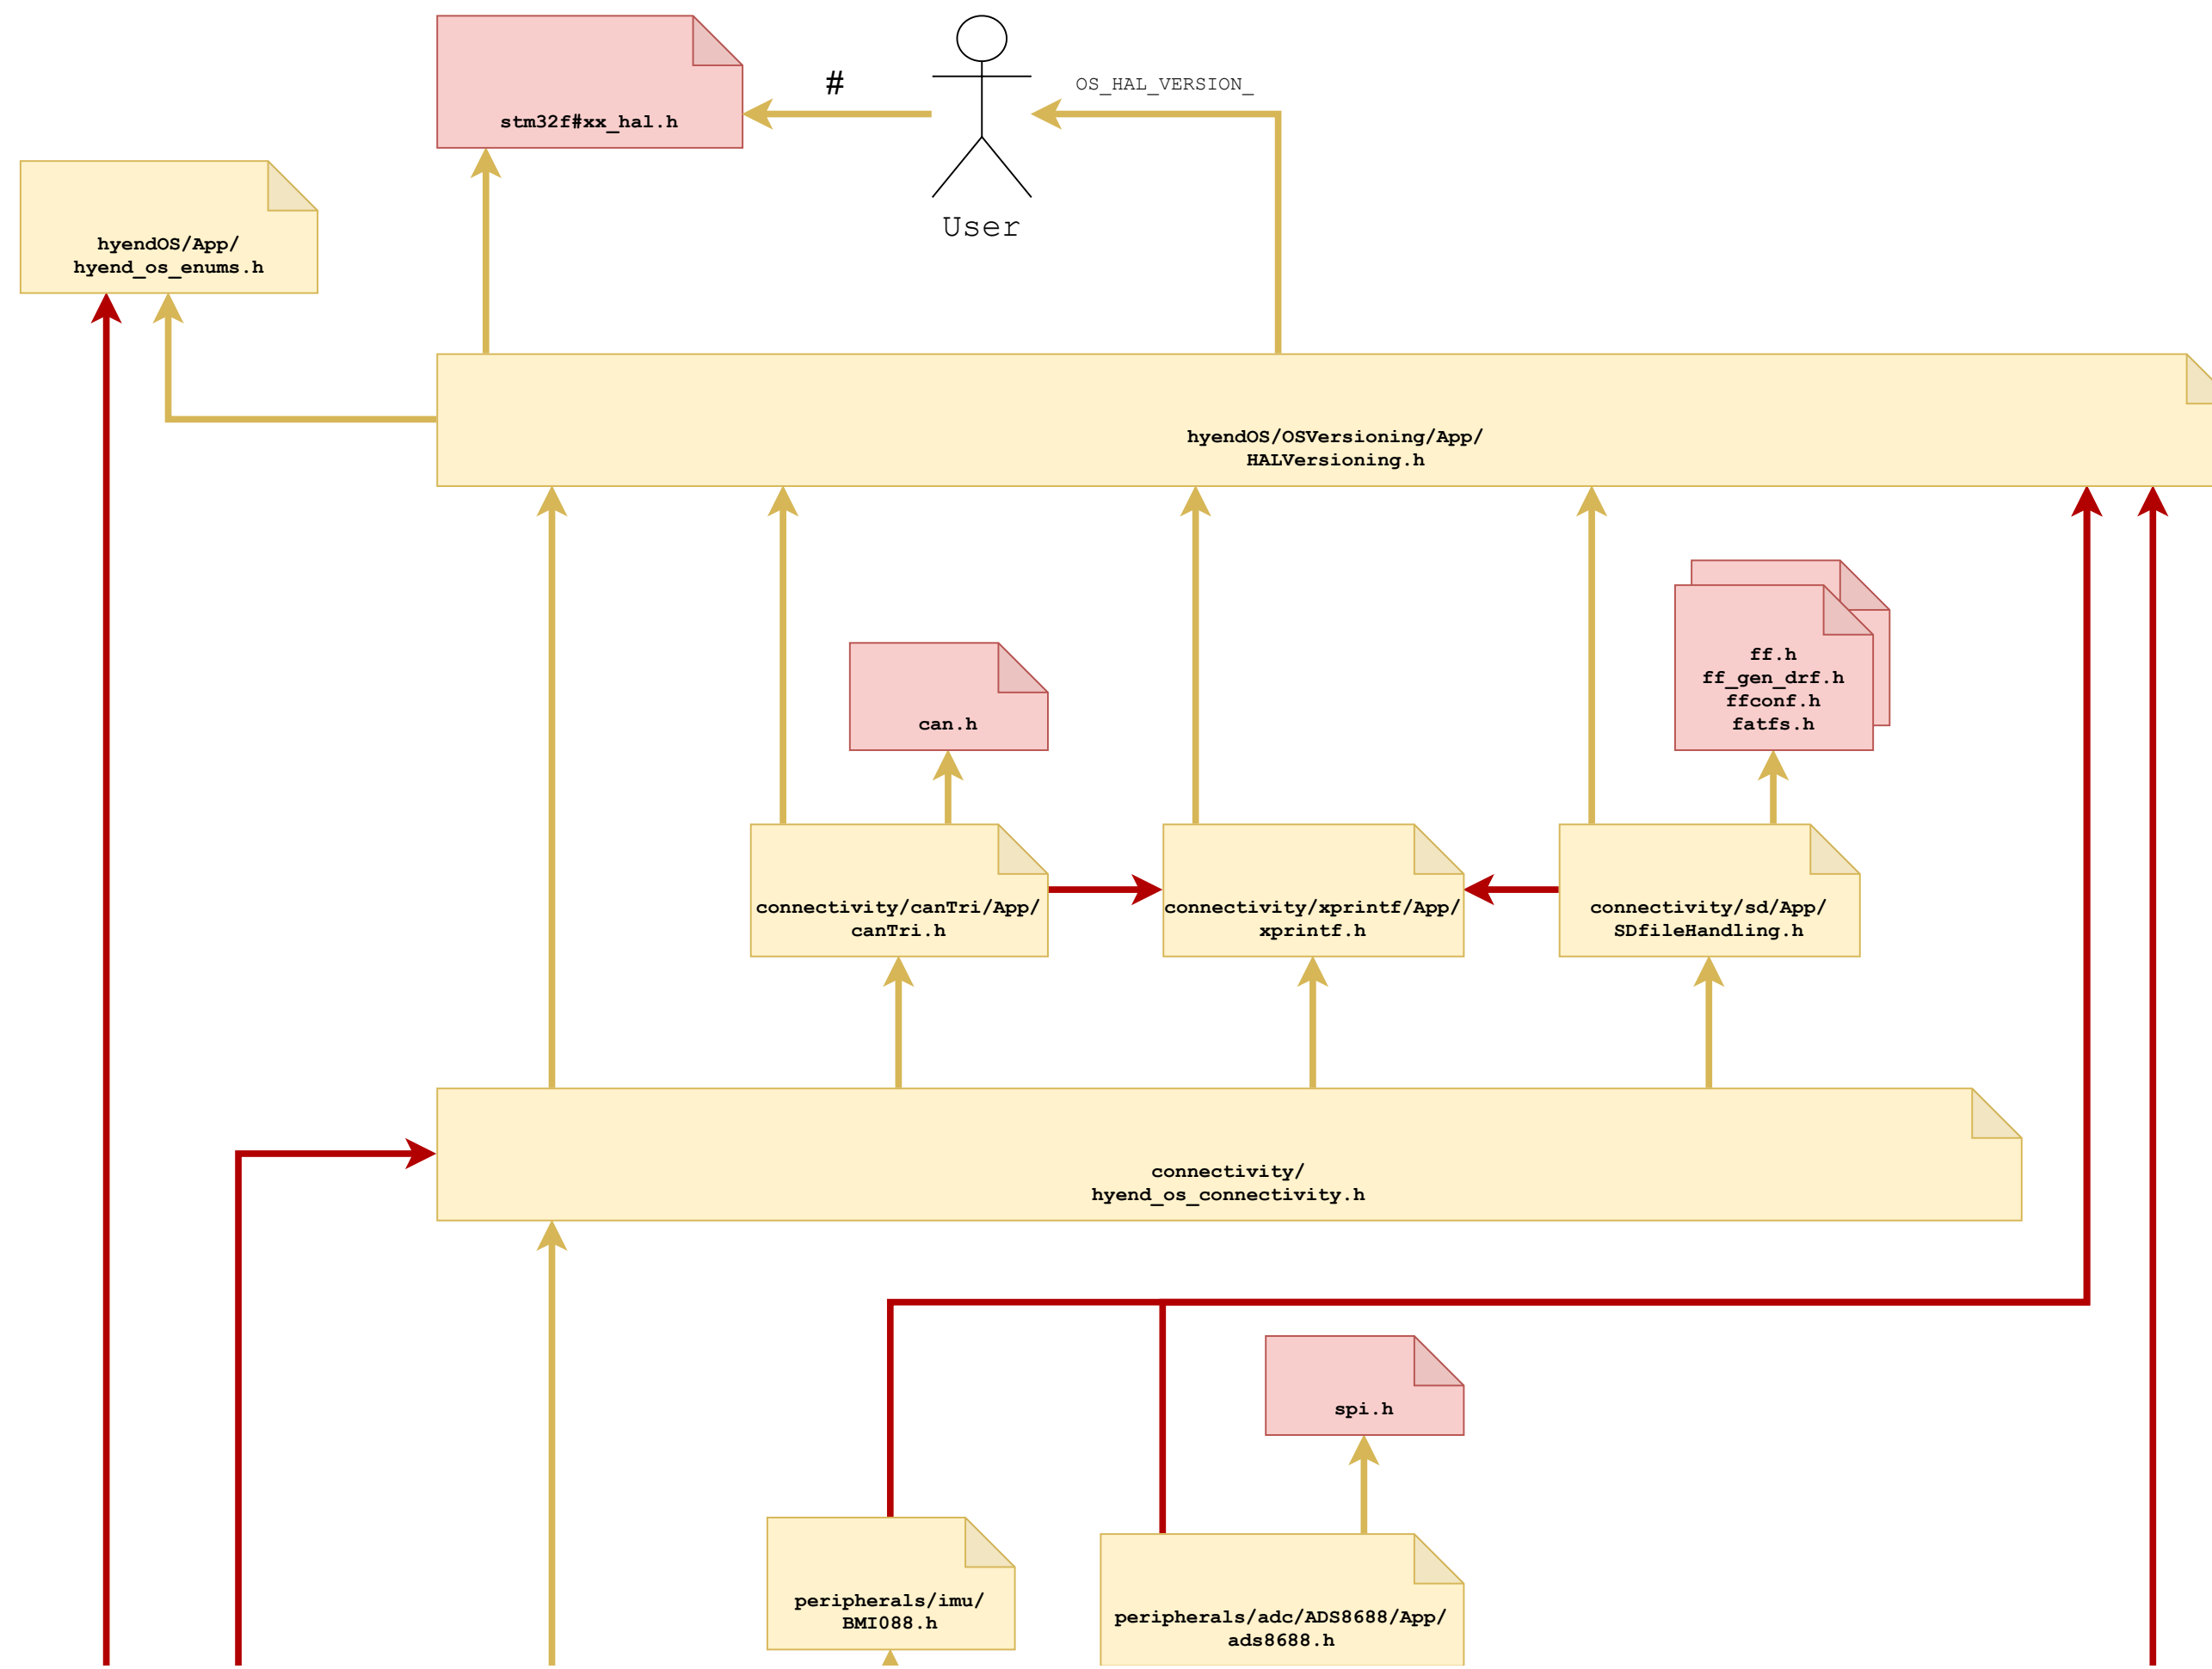 #
OS_HAL_VERSION_
stm32f#xx_hal.h
User
hyendOS/App/
hyend_os_enums.h
hyendOS/OSVersioning/App/
HALVersioning.h
can.h
ff.h
ff_gen_drf.h
ffconf.h
fatfs.h
connectivity/canTri/App/
canTri.h
connectivity/xprintf/App/
xprintf.h
connectivity/sd/App/
SDfileHandling.h
connectivity/
hyend_os_connectivity.h
spi.h
peripherals/imu/
BMI088.h
peripherals/adc/ADS8688/App/
ads8688.h